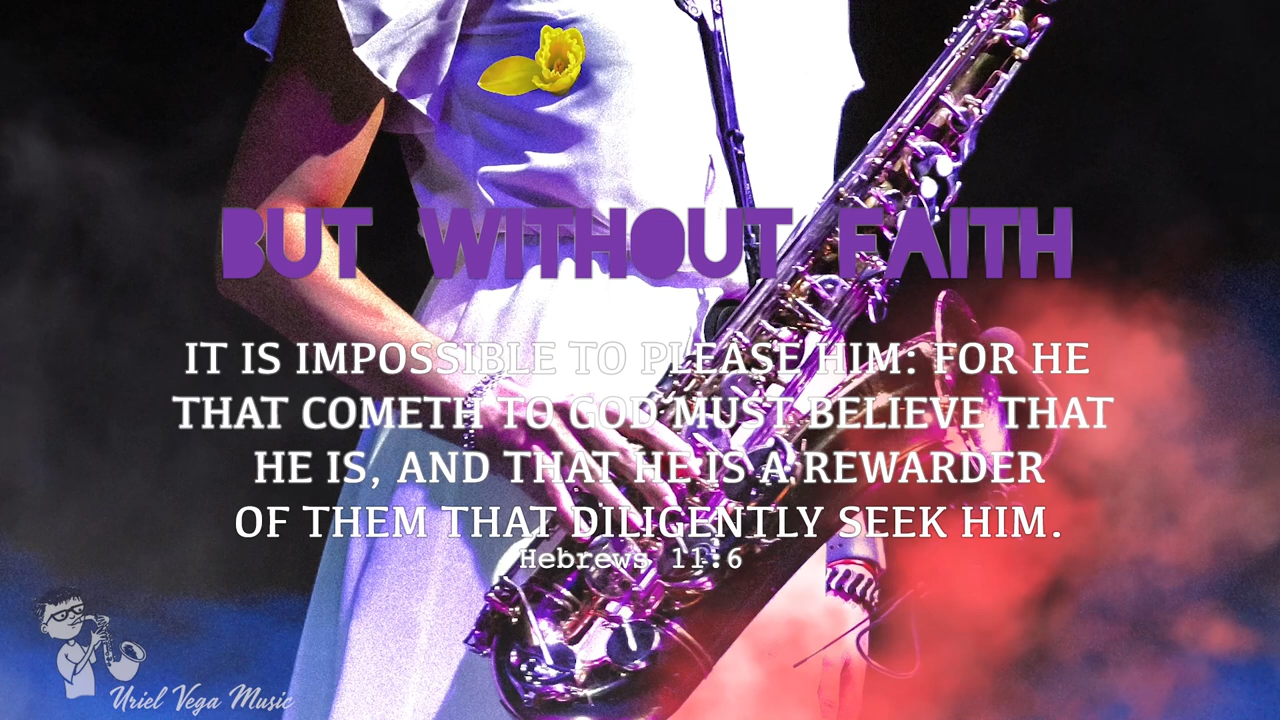 BUT WITHOUT FAITH
IT IS IMPOSSIBLE TO PLEASE HIM: FOR HE
THAT COMETH TO GOD MUST BELIEVE THAT
HE IS, AND THAT HE IS A REWARDER
OF THEM THAT DILIGENTLY SEEK HIM.
Hebrews 11:6
Uriel Vega Music